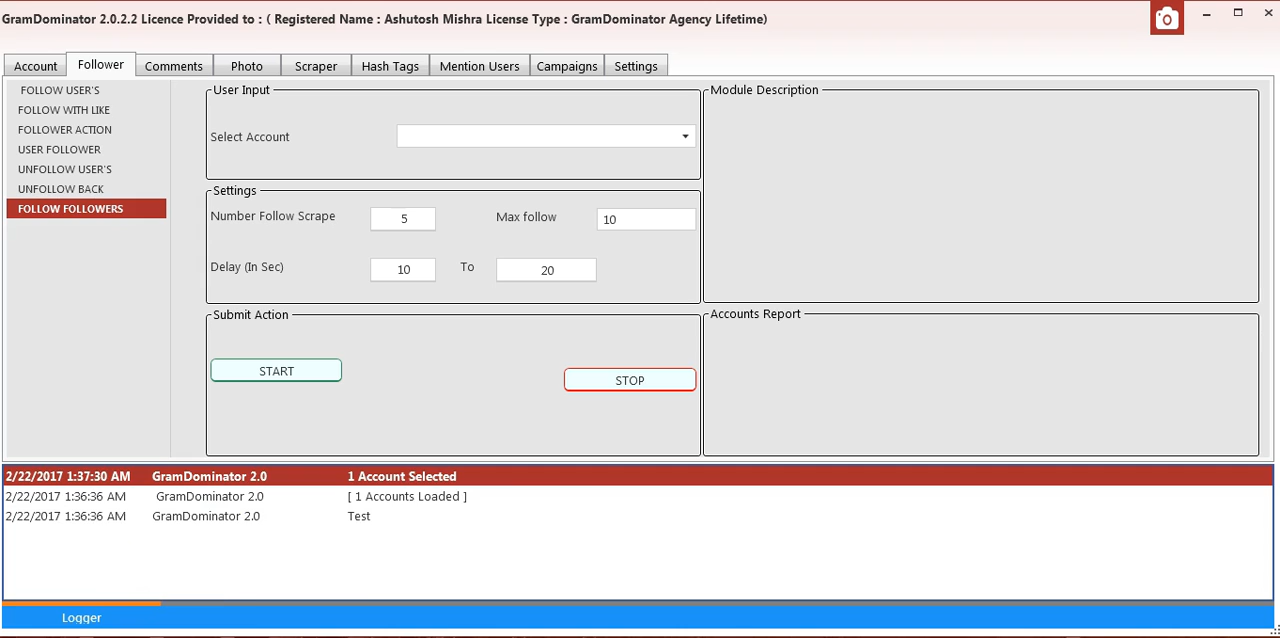 GramDominator 2.0.2.2 Licence Provided to : ( Registered Name : Ashutosh Mishra License Type : GramDominator Agency Lifetime)
Account Follower Comments Photo Scraper Hash Tags Mention Users Campaigns Settings
FOLLOW USER'S
FOLLOW WITH LIKE
FOLLOWER ACTION
USER FOLLOWER
UNFOLLOW USER'S
UNFOLLOW BACK
FOLLOW FOLLOWERS
User Input
Select Account
Settings
Number Follow Scrape 5 Max follow 10
Delay (In Sec) 10 To 20
Submit Action
START
STOP
Module Description
Accounts Report
2/22/2017 1:37:30 AM GramDominator 2.0 1 Account Selected
2/22/2017 1:36:36 AM GramDominator 2.0 [ 1 Accounts Loaded ]
2/22/2017 1:36:36 AM GramDominator 2.0 Test
Logger